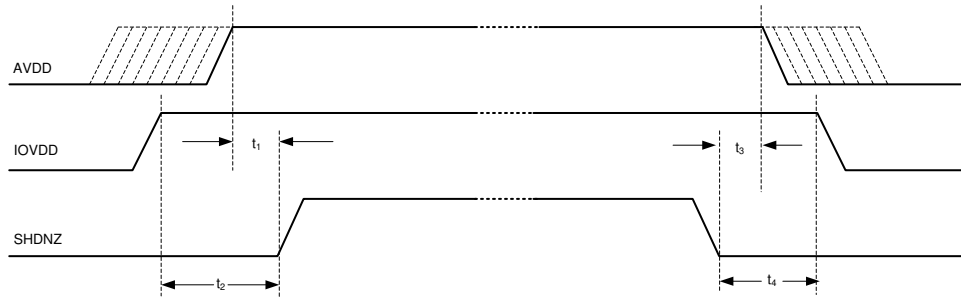 AVDD
IOVDD
t₁
t₃
SHDNZ
t₂
t₄